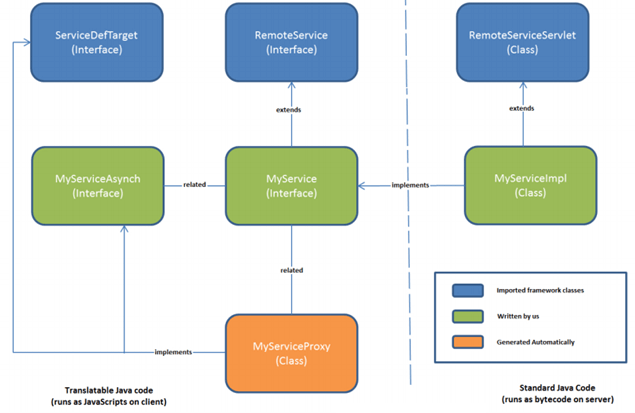 ServiceDefTarget
(Interface)
RemoteService
(Interface)
RemoteServiceServlet
(Class)
extends
extends
MyServiceAsynch
(Interface)
related
MyService
(Interface)
implements
MyServiceImpl
(Class)
related
Imported framework classes
Written by us
Generated Automatically
implements
MyServiceProxy
(Class)
Translatable Java code
(runs as JavaScripts on client)
Standard Java Code
(runs as bytecode on server)